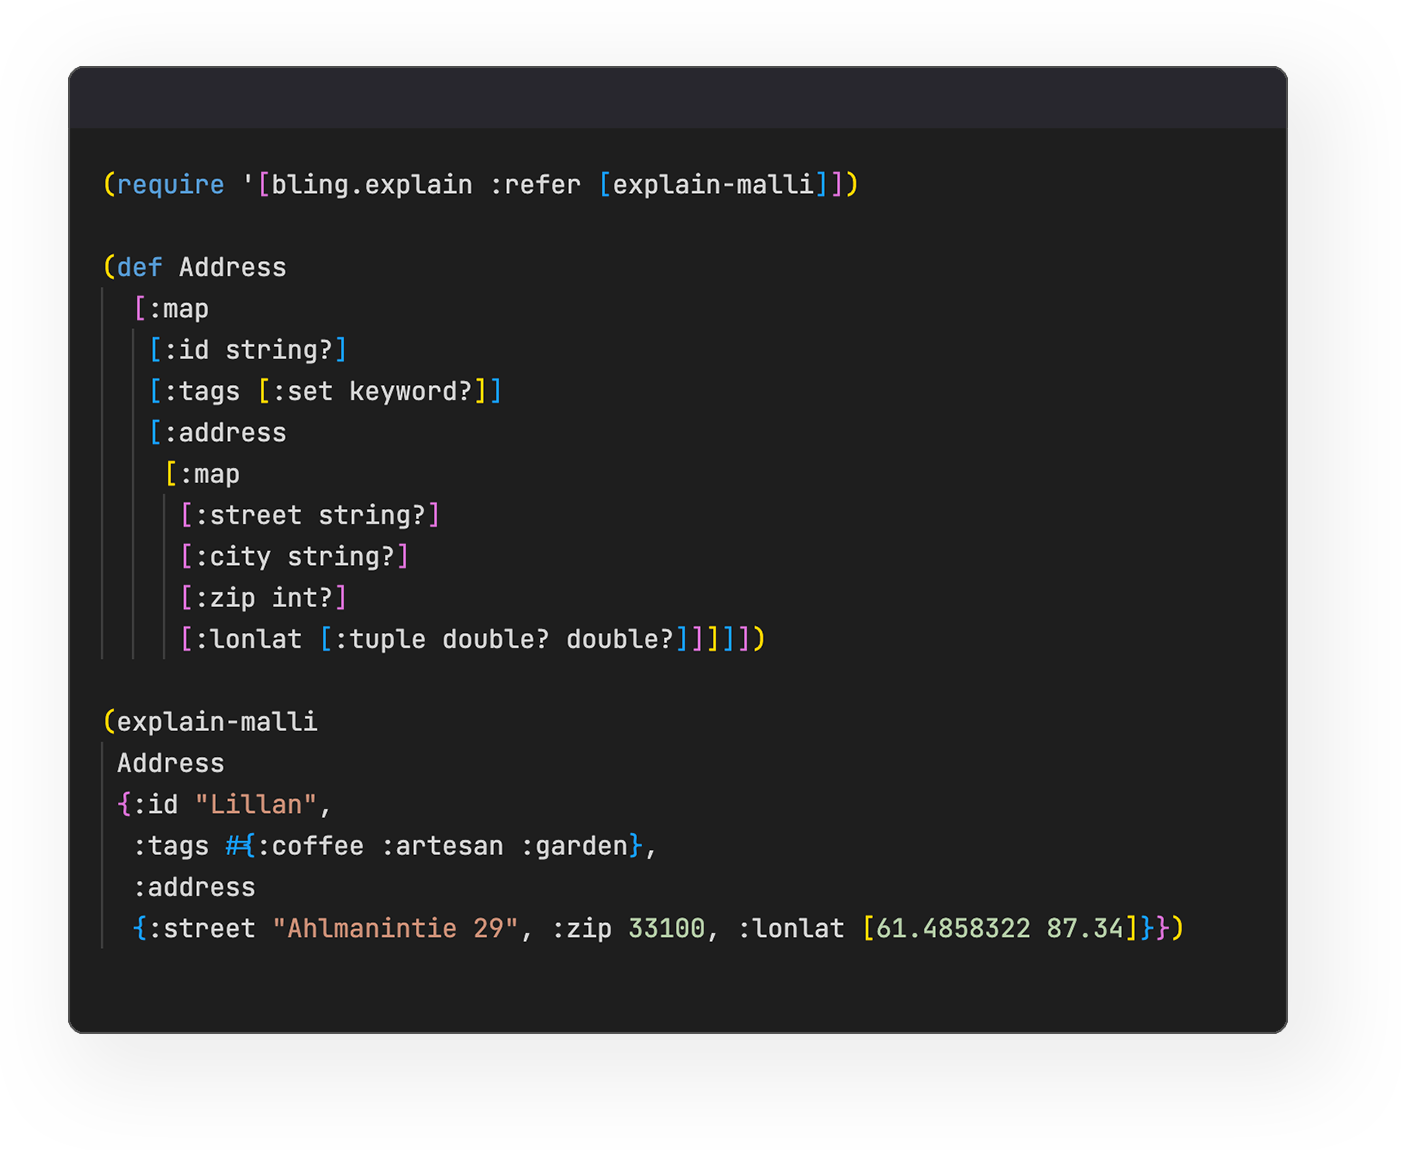 (require '[bling.explain :refer [explain-malli]])
(def Address
  [:map
   [:id string?]
   [:tags [:set keyword?]]
   [:address
    [:map
     [:street string?]
     [:city string?]
     [:zip int?]
     [:lonlat [:tuple double? double?]]]]])
(explain-malli
 Address
 {:id "Lillan",
  :tags #{:coffee :artesan :garden},
  :address
  {:street "Ahlmanintie 29", :zip 33100, :lonlat [61.4858322 87.34]}})